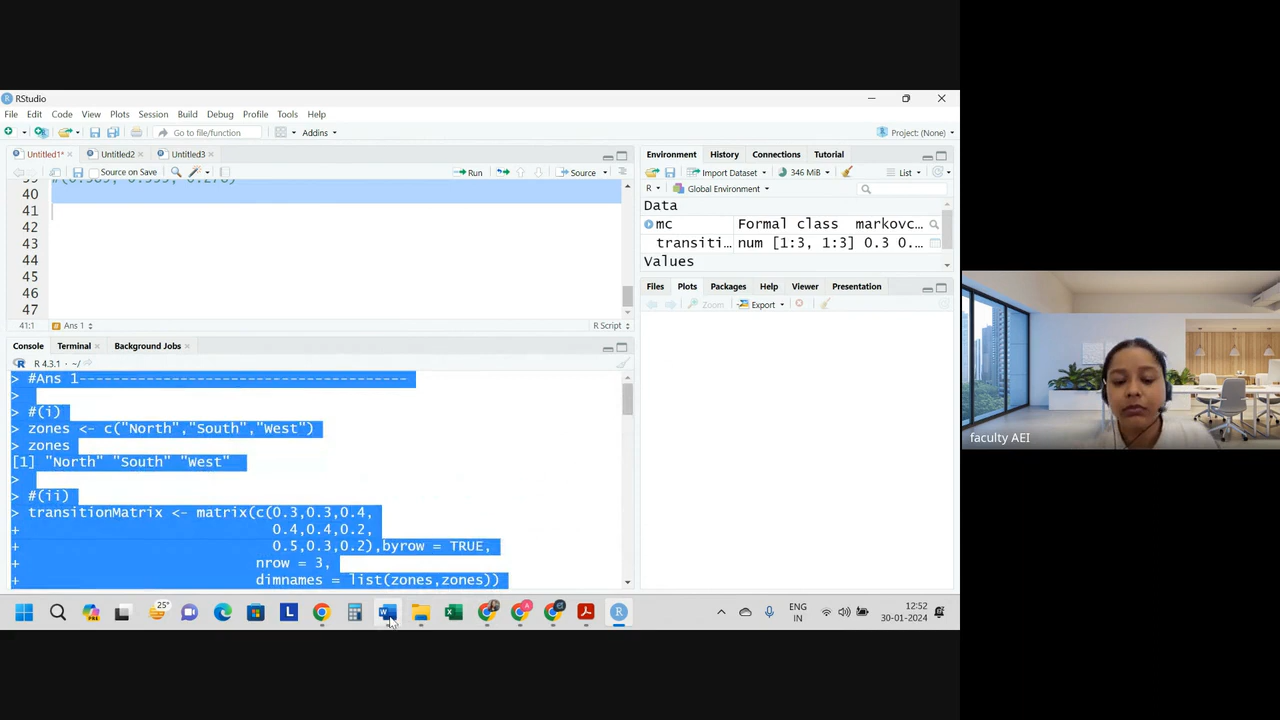 RStudio
File Edit Code View Plots Session Build Debug Profile Tools Help
Go to file/function Addins Project: (None)
Untitled1* Untitled2 Untitled3
Source on Save Run Source
40
41
42
43
44
45
46
47
41:1 Ans 1 R Script
Console Terminal Background Jobs
R 4.3.1 · ~/
> #Ans 1---------------------------------------
>
> #(i)
> zones <- c("North","South","West")
> zones
[1] "North" "South" "West"
>
> #(ii)
> transitionMatrix <- matrix(c(0.3,0.3,0.4,
+ 0.4,0.4,0.2,
+ 0.5,0.3,0.2),byrow = TRUE,
+ nrow = 3,
+ dimnames = list(zones,zones))
Environment History Connections Tutorial
Import Dataset 346 MiB List
R Global Environment
Data
mc Formal class markovc…
transiti… num [1:3, 1:3] 0.3 0.…
Values
Files Plots Packages Help Viewer Presentation
Zoom Export
faculty AEI
25°
ENG
IN
12:52
30-01-2024